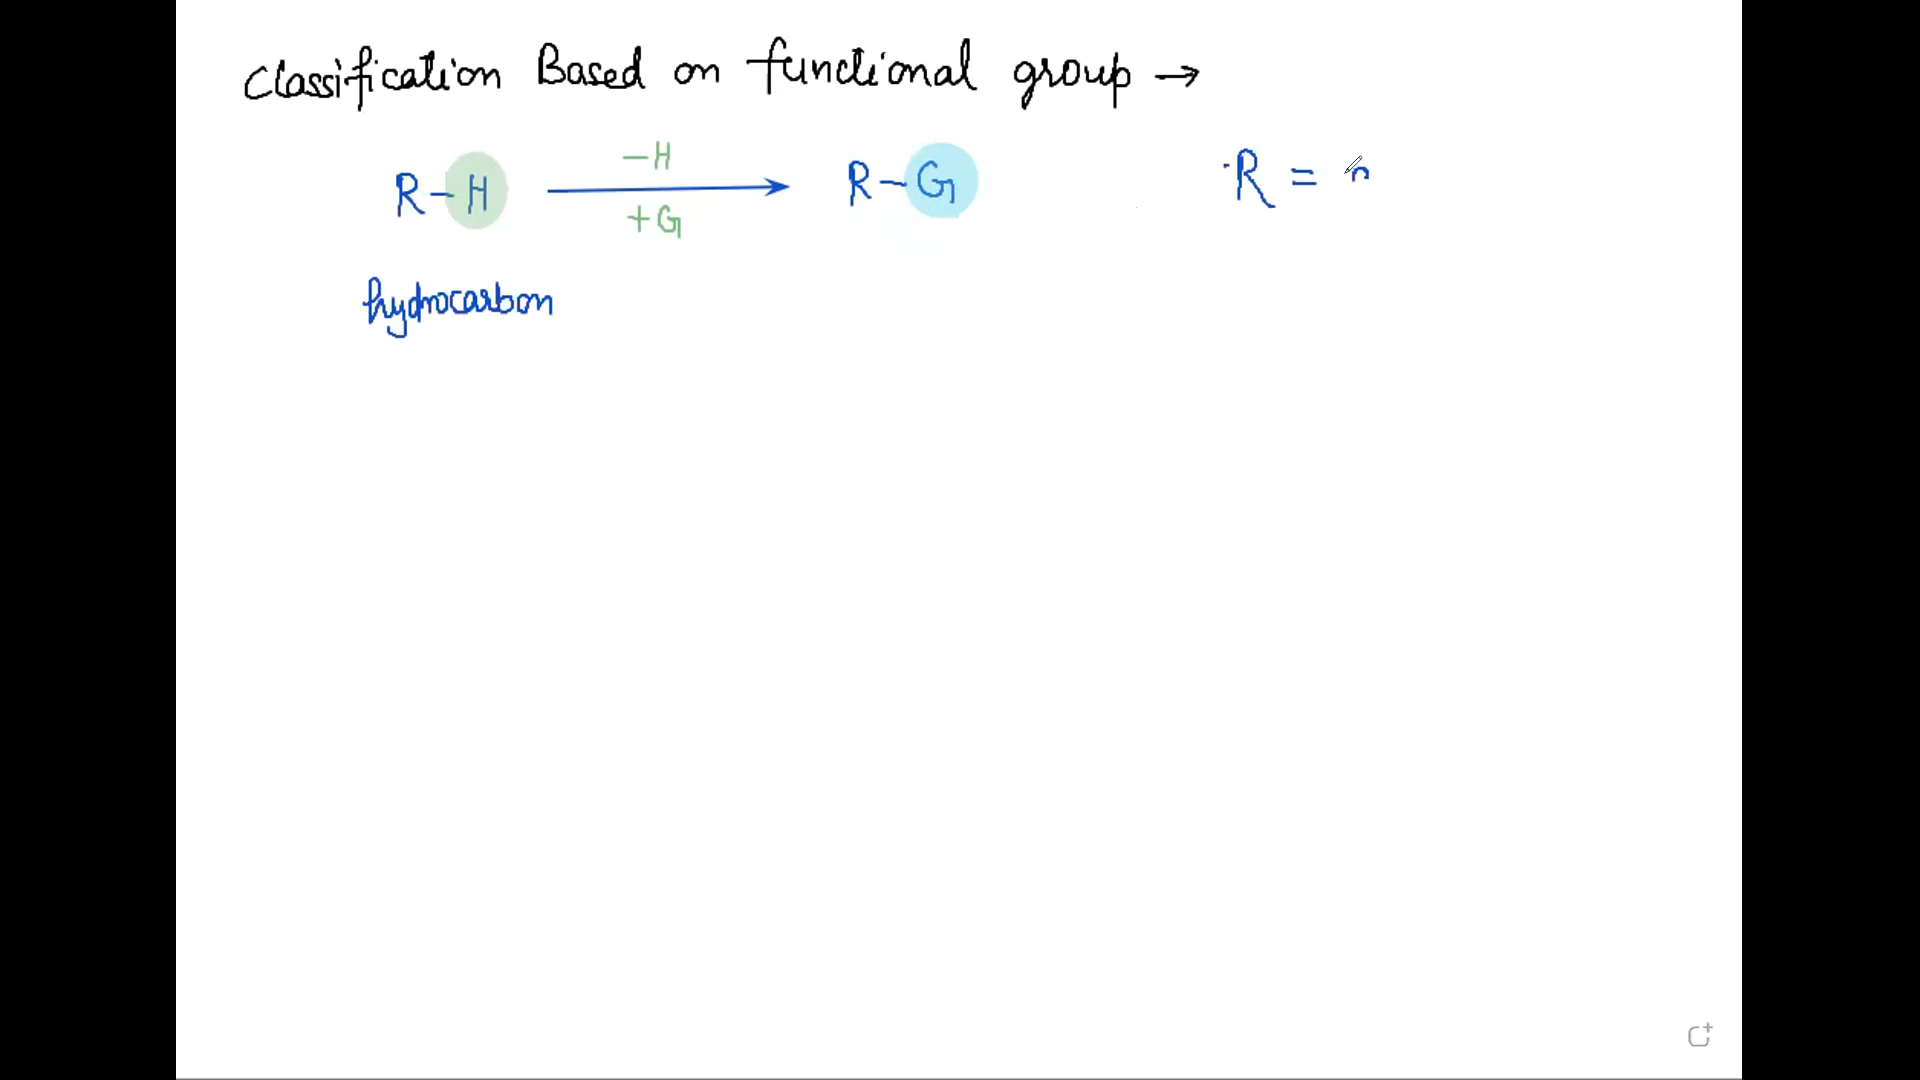 Classification Based on functional group →
R-H -H +G R-G R =
hydrocarbon